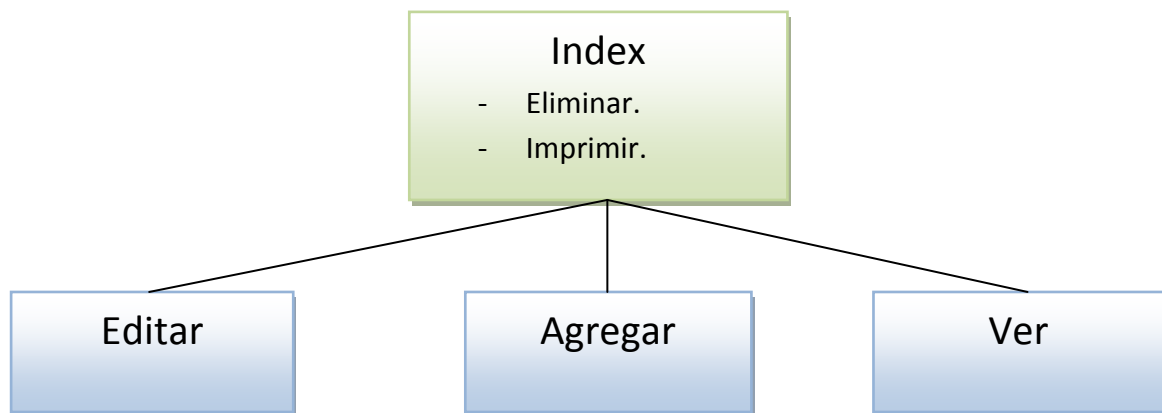 Index
- Eliminar.
- Imprimir.
Editar
Agregar
Ver